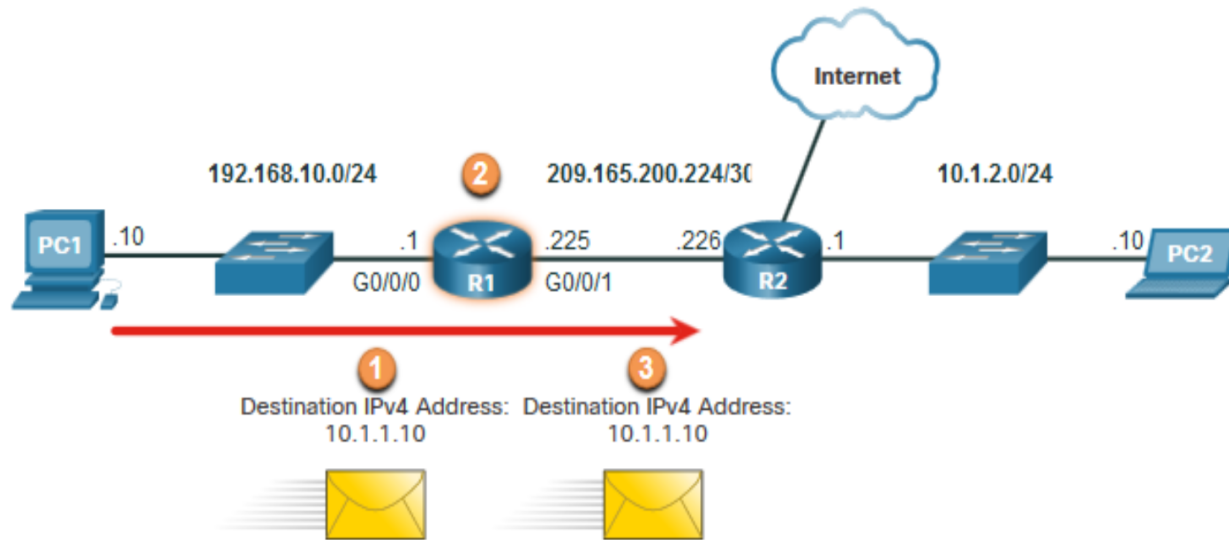 Internet
192.168.10.0/24
2
209.165.200.224/30
10.1.2.0/24
PC1
.10
.1
G0/0/0
R1
.225
G0/0/1
.226
R2
.1
.10
PC2
1
3
Destination IPv4 Address:
10.1.1.10
Destination IPv4 Address:
10.1.1.10